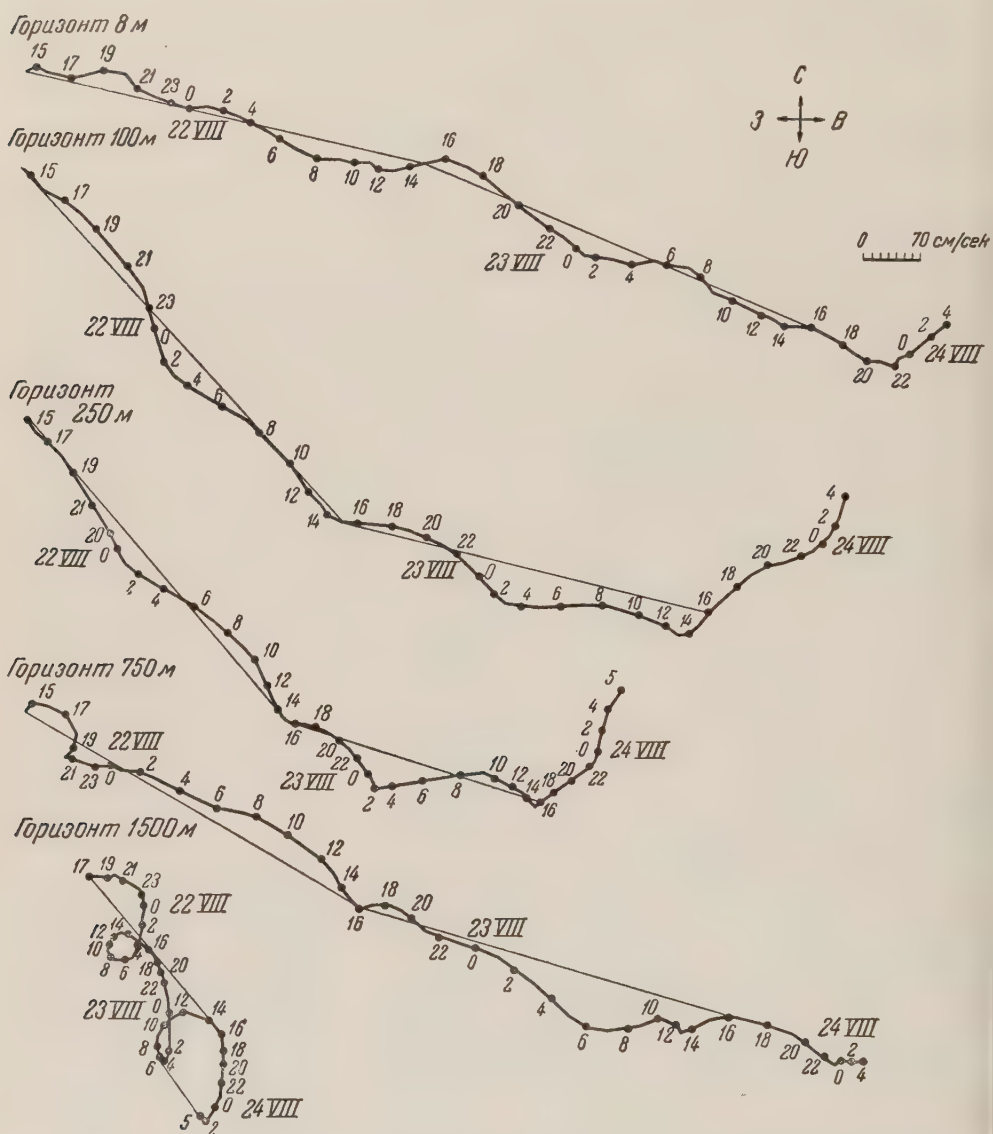 Горизонт 8 м
15 17 19 21 23 0 2 4 6 8 10 12 14 16 18 20 22 0 2 4 6 8 10 12 14 16 18 20 22 0 2 4
22 VIII
23 VIII
24 VIII
С
З В
Ю
0 70 см/сек
Горизонт 100 м
15 17 19 21 23 0 2 4 6 8 10 12 14 16 18 20 22 0 2 4 6 8 10 12 14 16 18 20 22 0 2 4
22 VIII
23 VIII
24 VIII
Горизонт
250 м
15 17 19 21 20 0 2 4 6 8 10 12 14 16 18 20 22 0 2 4 6 8 10 12 14 16 18 20 22 0 2 4 5
22 VIII
23 VIII
24 VIII
Горизонт 750 м
15 17 19 21 23 0 2 4 6 8 10 12 14 16 18 20 22 0 2 4 6 8 10 12 14 16 18 20 22 0 2 4
22 VIII
23 VIII
24 VIII
Горизонт 1500 м
17 19 21 23 0 2 4 6 8 10 12 14 16 18 20 22 0 2 4 6 8 10 12 14 16 18 20 22 0 2 5
22 VIII
23 VIII
24 VIII